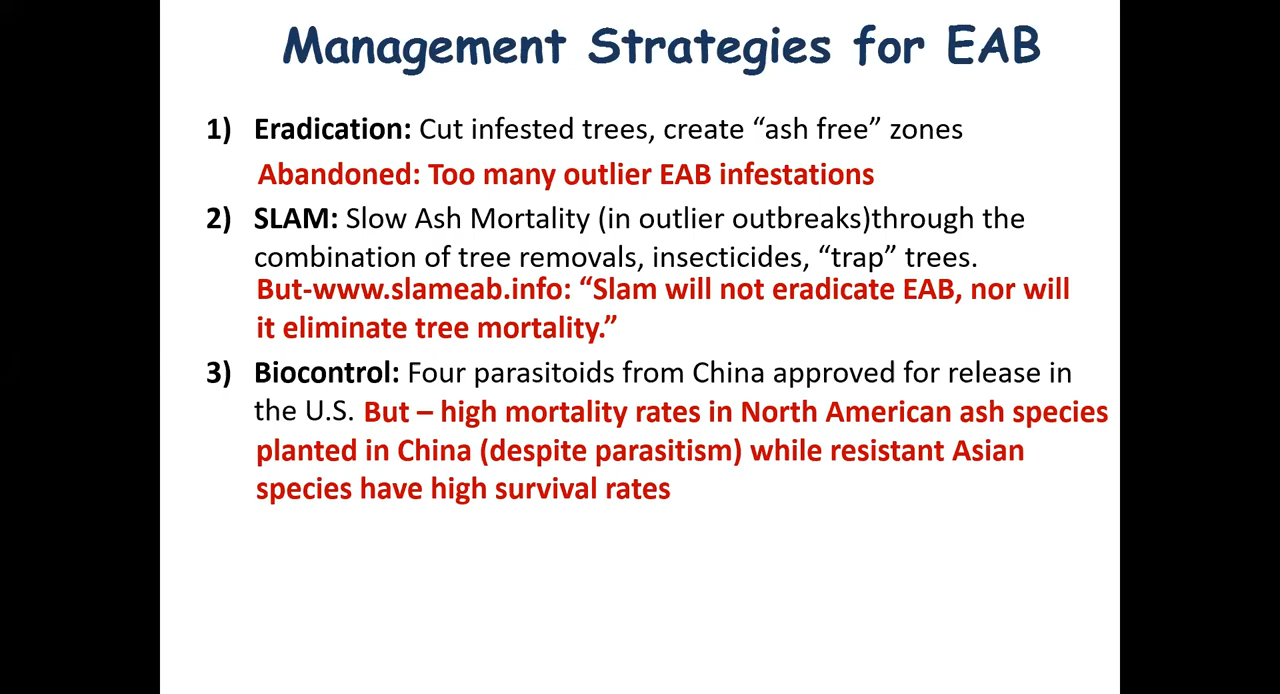 Management Strategies for EAB
1) Eradication: Cut infested trees, create “ash free” zones
Abandoned: Too many outlier EAB infestations
2) SLAM: Slow Ash Mortality (in outlier outbreaks)through the
combination of tree removals, insecticides, “trap” trees.
But-www.slameab.info: “Slam will not eradicate EAB, nor will
it eliminate tree mortality.”
3) Biocontrol: Four parasitoids from China approved for release in
the U.S. But – high mortality rates in North American ash species
planted in China (despite parasitism) while resistant Asian
species have high survival rates